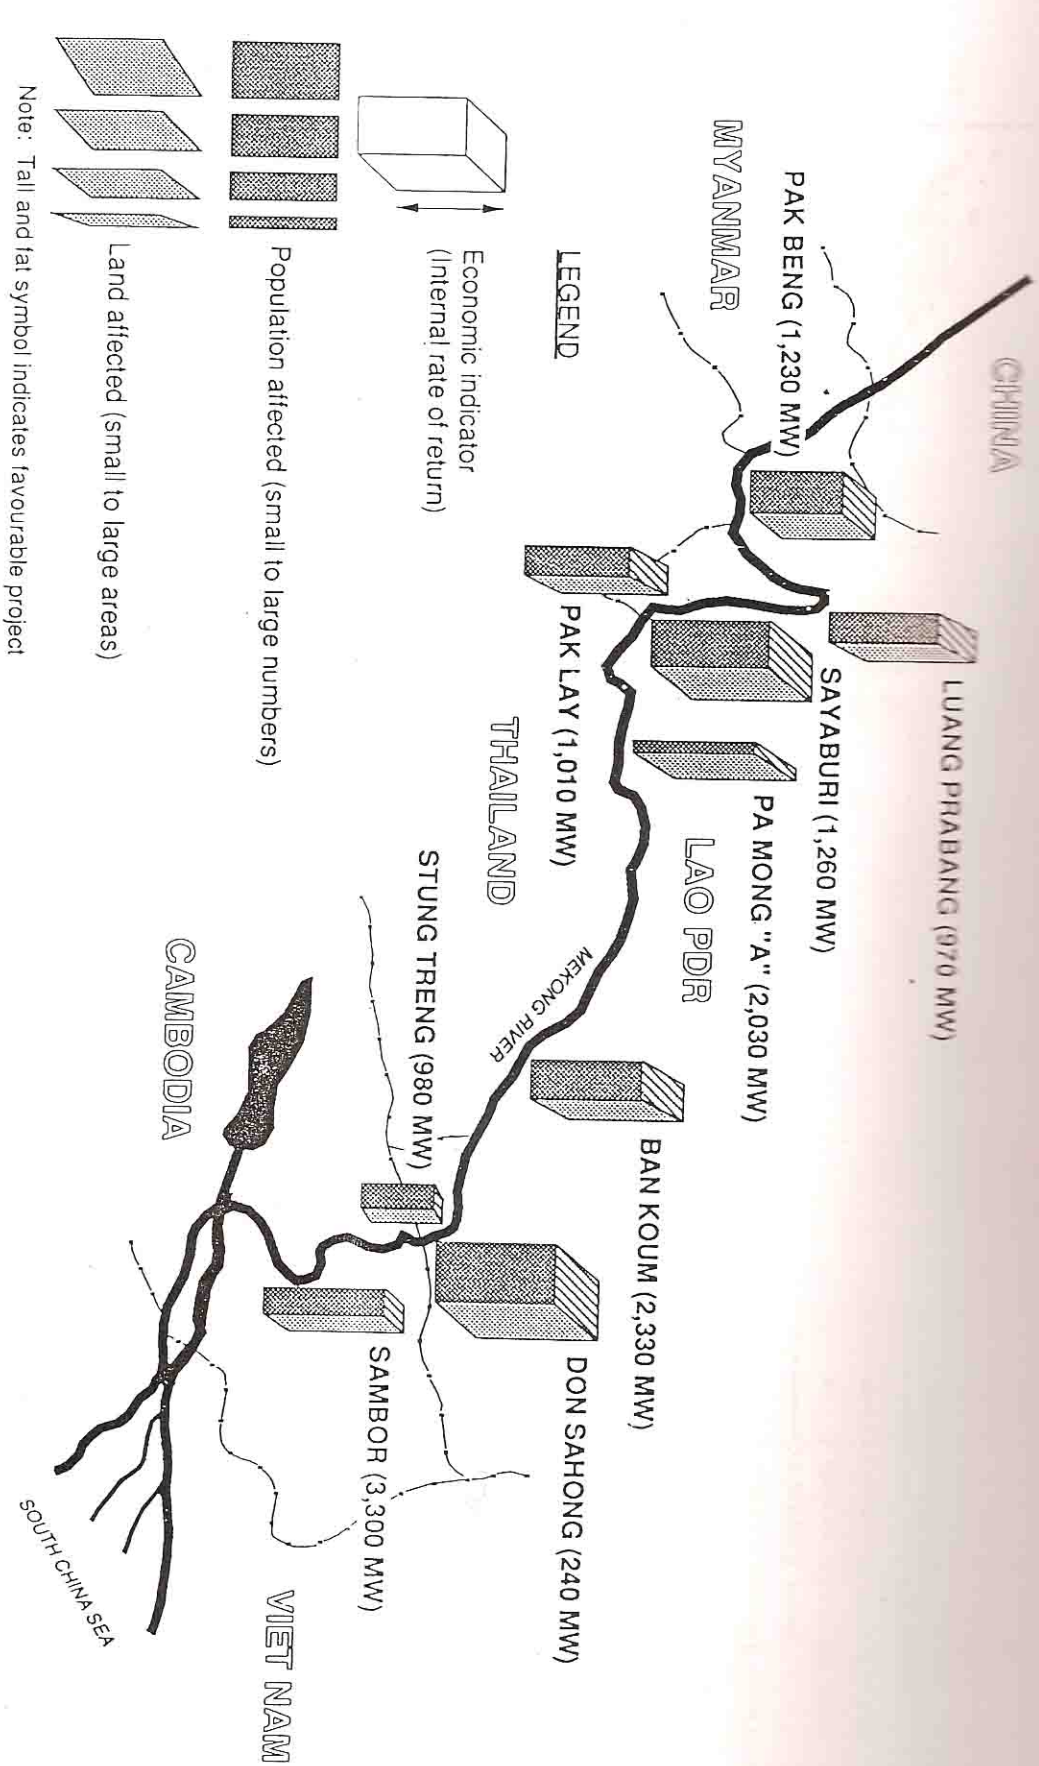 CHINA
LUANG PRABANG (970 MW)
SAYABURI (1,260 MW)
PAK BENG (1,230 MW)
MYANMAR
PA MONG "A" (2,030 MW)
LAO PDR
BAN KOUM (2,330 MW)
PAK LAY (1,010 MW)
THAILAND
MEKONG RIVER
DON SAHONG (240 MW)
STUNG TRENG (980 MW)
SAMBOR (3,300 MW)
CAMBODIA
VIET NAM
SOUTH CHINA SEA
LEGEND
Economic indicator
(Internal rate of return)
Population affected (small to large numbers)
Land affected (small to large areas)
Note: Tall and fat symbol indicates favourable project